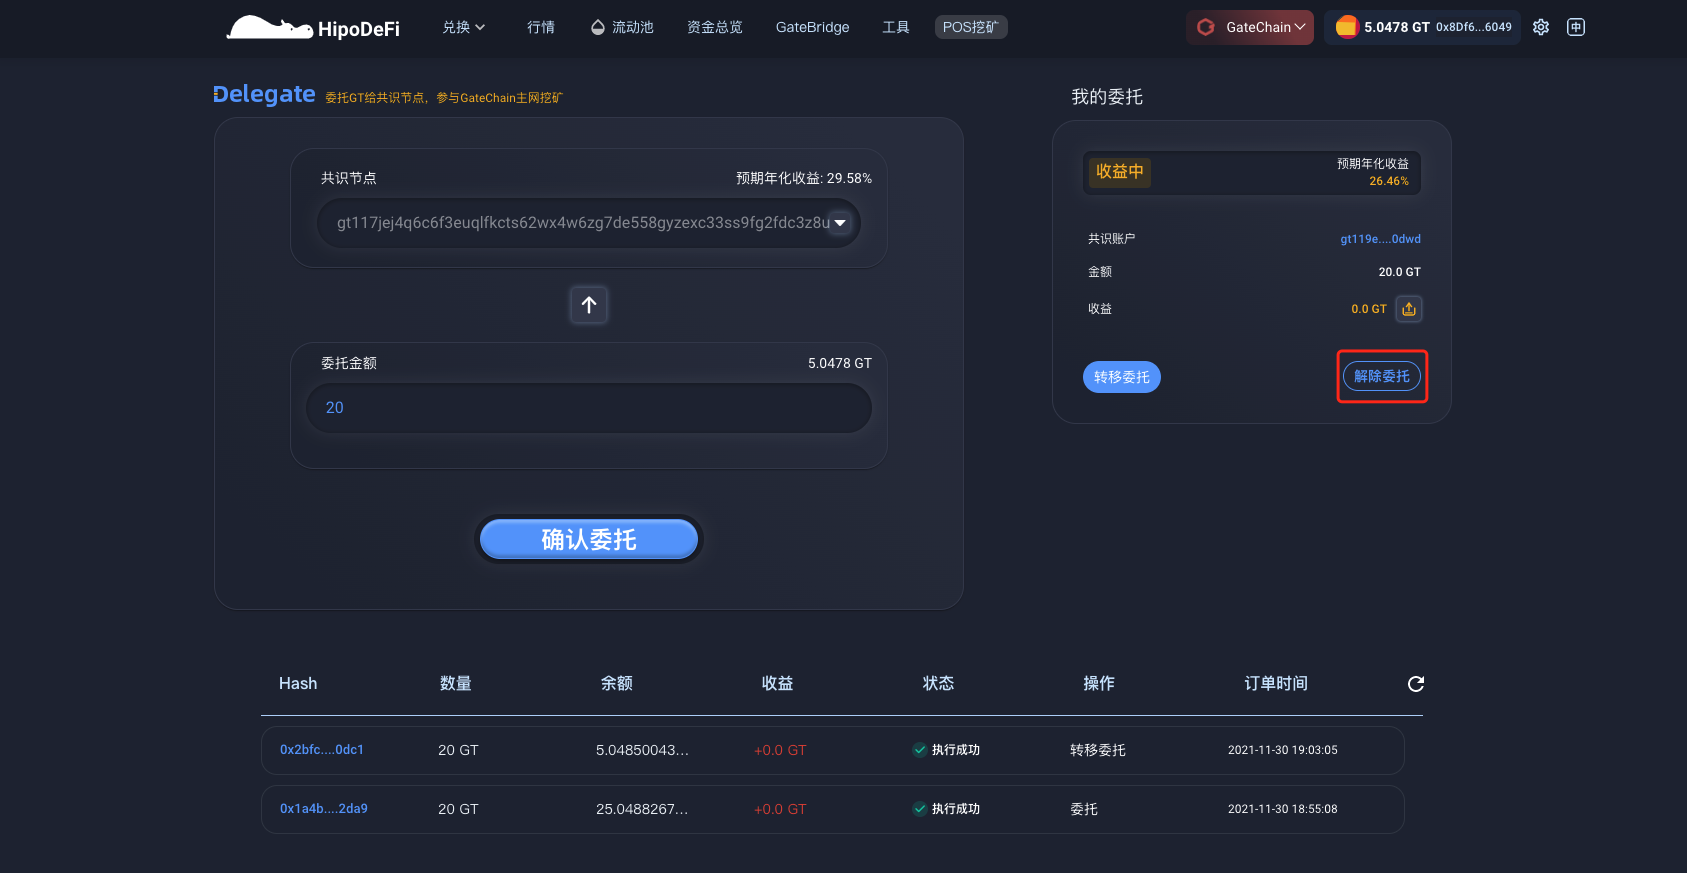 HipoDeFi
兑换
行情
流动池
资金总览
GateBridge
工具
POS挖矿
GateChain
5.0478 GT 0x8Df6...6049
中
Delegate 委托GT给共识节点，参与GateChain主网挖矿
共识节点 预期年化收益: 29.58%
gt117jej4q6c6f3euqlfkcts62wx4w6zg7de558gyzexc33ss9fg2fdc3z8u
委托金额 5.0478 GT
20
确认委托
我的委托
收益中
预期年化收益
26.46%
共识账户 gt119e....0dwd
金额 20.0 GT
收益 0.0 GT
转移委托 解除委托
Hash 数量 余额 收益 状态 操作 订单时间
0x2bfc....0dc1 20 GT 5.04850043... +0.0 GT 执行成功 转移委托 2021-11-30 19:03:05
0x1a4b....2da9 20 GT 25.0488267... +0.0 GT 执行成功 委托 2021-11-30 18:55:08